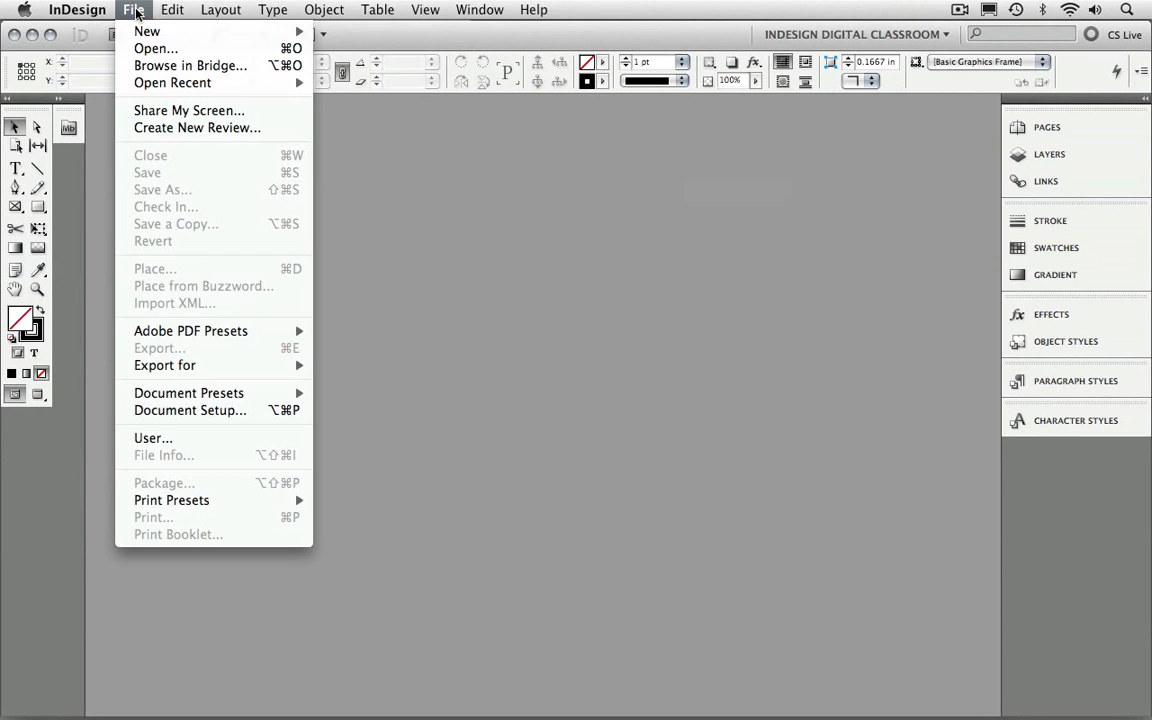 InDesign File Edit Layout Type Object Table View Window Help
INDESIGN DIGITAL CLASSROOM CS Live
X:
Y:
1 pt
0.1667 in
[Basic Graphics Frame]
100%
fx
P
Mb
T
T
New
Open... ⌘O
Browse in Bridge... ⌥⌘O
Open Recent
Share My Screen...
Create New Review...
Close ⌘W
Save ⌘S
Save As... ⇧⌘S
Check In...
Save a Copy... ⌥⌘S
Revert
Place... ⌘D
Place from Buzzword...
Import XML...
Adobe PDF Presets
Export... ⌘E
Export for
Document Presets
Document Setup... ⌥⌘P
User...
File Info... ⌥⇧⌘I
Package... ⌥⇧⌘P
Print Presets
Print... ⌘P
Print Booklet...
PAGES
LAYERS
LINKS
STROKE
SWATCHES
GRADIENT
fx EFFECTS
OBJECT STYLES
PARAGRAPH STYLES
CHARACTER STYLES